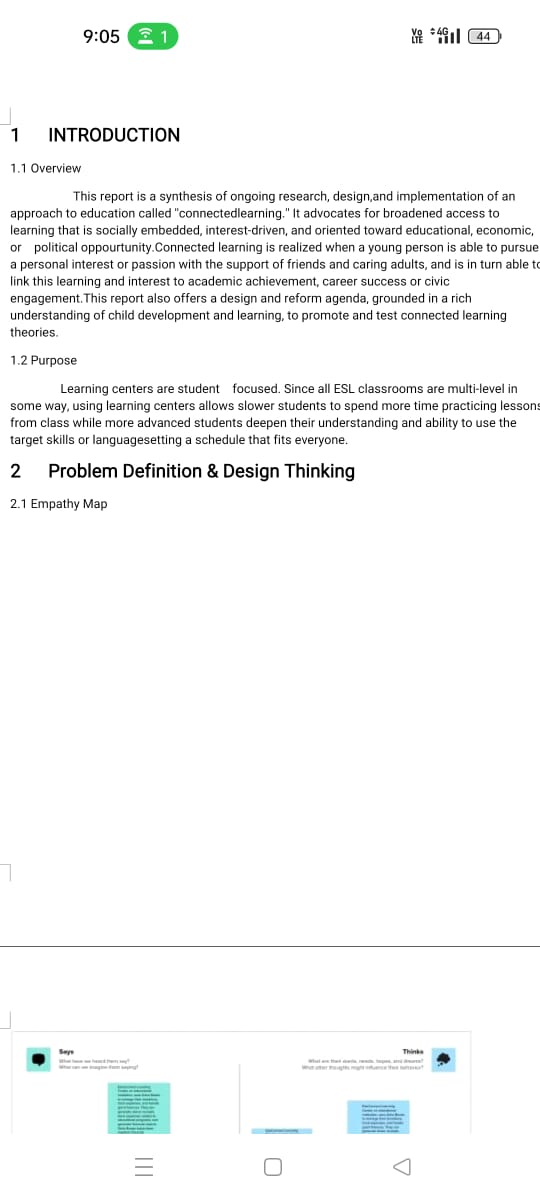 9:05
1
Vo LTE
4G
44
1 INTRODUCTION
1.1 Overview
This report is a synthesis of ongoing research, design,and implementation of an
approach to education called "connectedlearning." It advocates for broadened access to
learning that is socially embedded, interest-driven, and oriented toward educational, economic,
or political oppourtunity.Connected learning is realized when a young person is able to pursue
a personal interest or passion with the support of friends and caring adults, and is in turn able to
link this learning and interest to academic achievement, career success or civic
engagement.This report also offers a design and reform agenda, grounded in a rich
understanding of child development and learning, to promote and test connected learning
theories.
1.2 Purpose
Learning centers are student focused. Since all ESL classrooms are multi-level in
some way, using learning centers allows slower students to spend more time practicing lessons
from class while more advanced students deepen their understanding and ability to use the
target skills or languagesetting a schedule that fits everyone.
2 Problem Definition & Design Thinking
2.1 Empathy Map
Says
What have we heard them say?
What can we imagine them saying?
Thinks
What are their wants, needs, hopes, and dreams?
What other thoughts might influence their behavior?